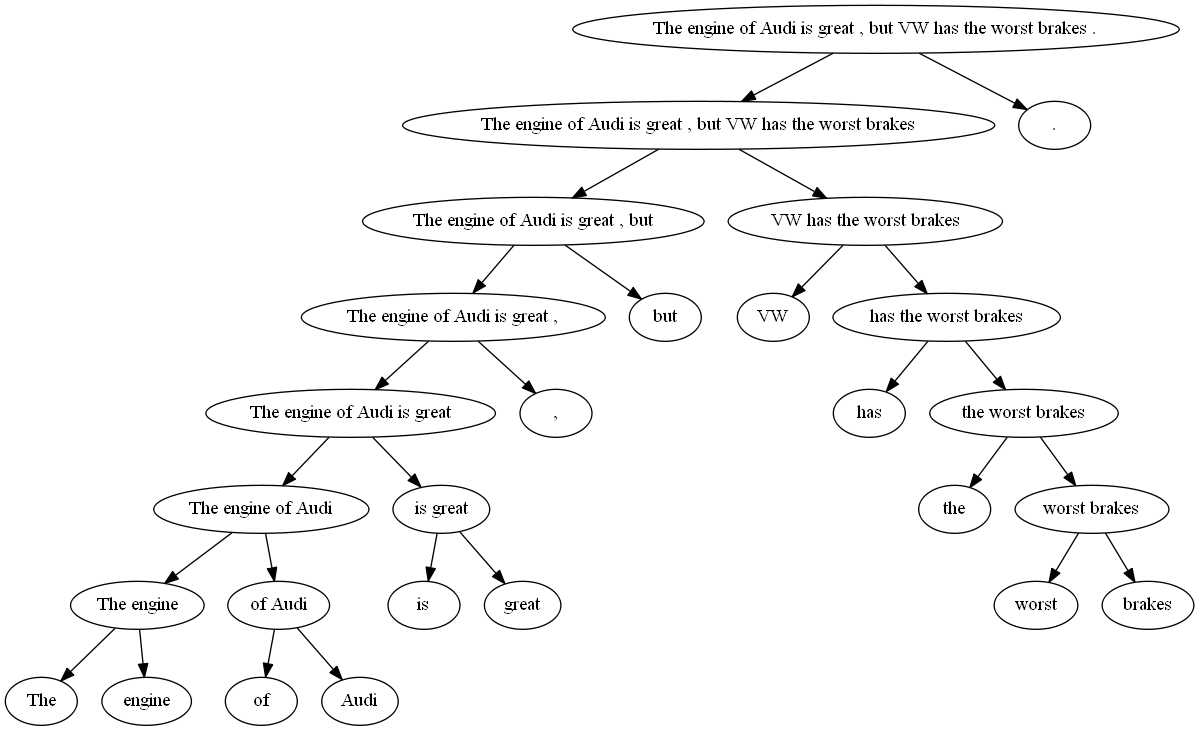 The engine of Audi is great , but VW has the worst brakes .
The engine of Audi is great , but VW has the worst brakes
.
The engine of Audi is great , but
VW has the worst brakes
The engine of Audi is great ,
but
VW
has the worst brakes
The engine of Audi is great
,
has
the worst brakes
The engine of Audi
is great
the
worst brakes
The engine
of Audi
is
great
worst
brakes
The
engine
of
Audi